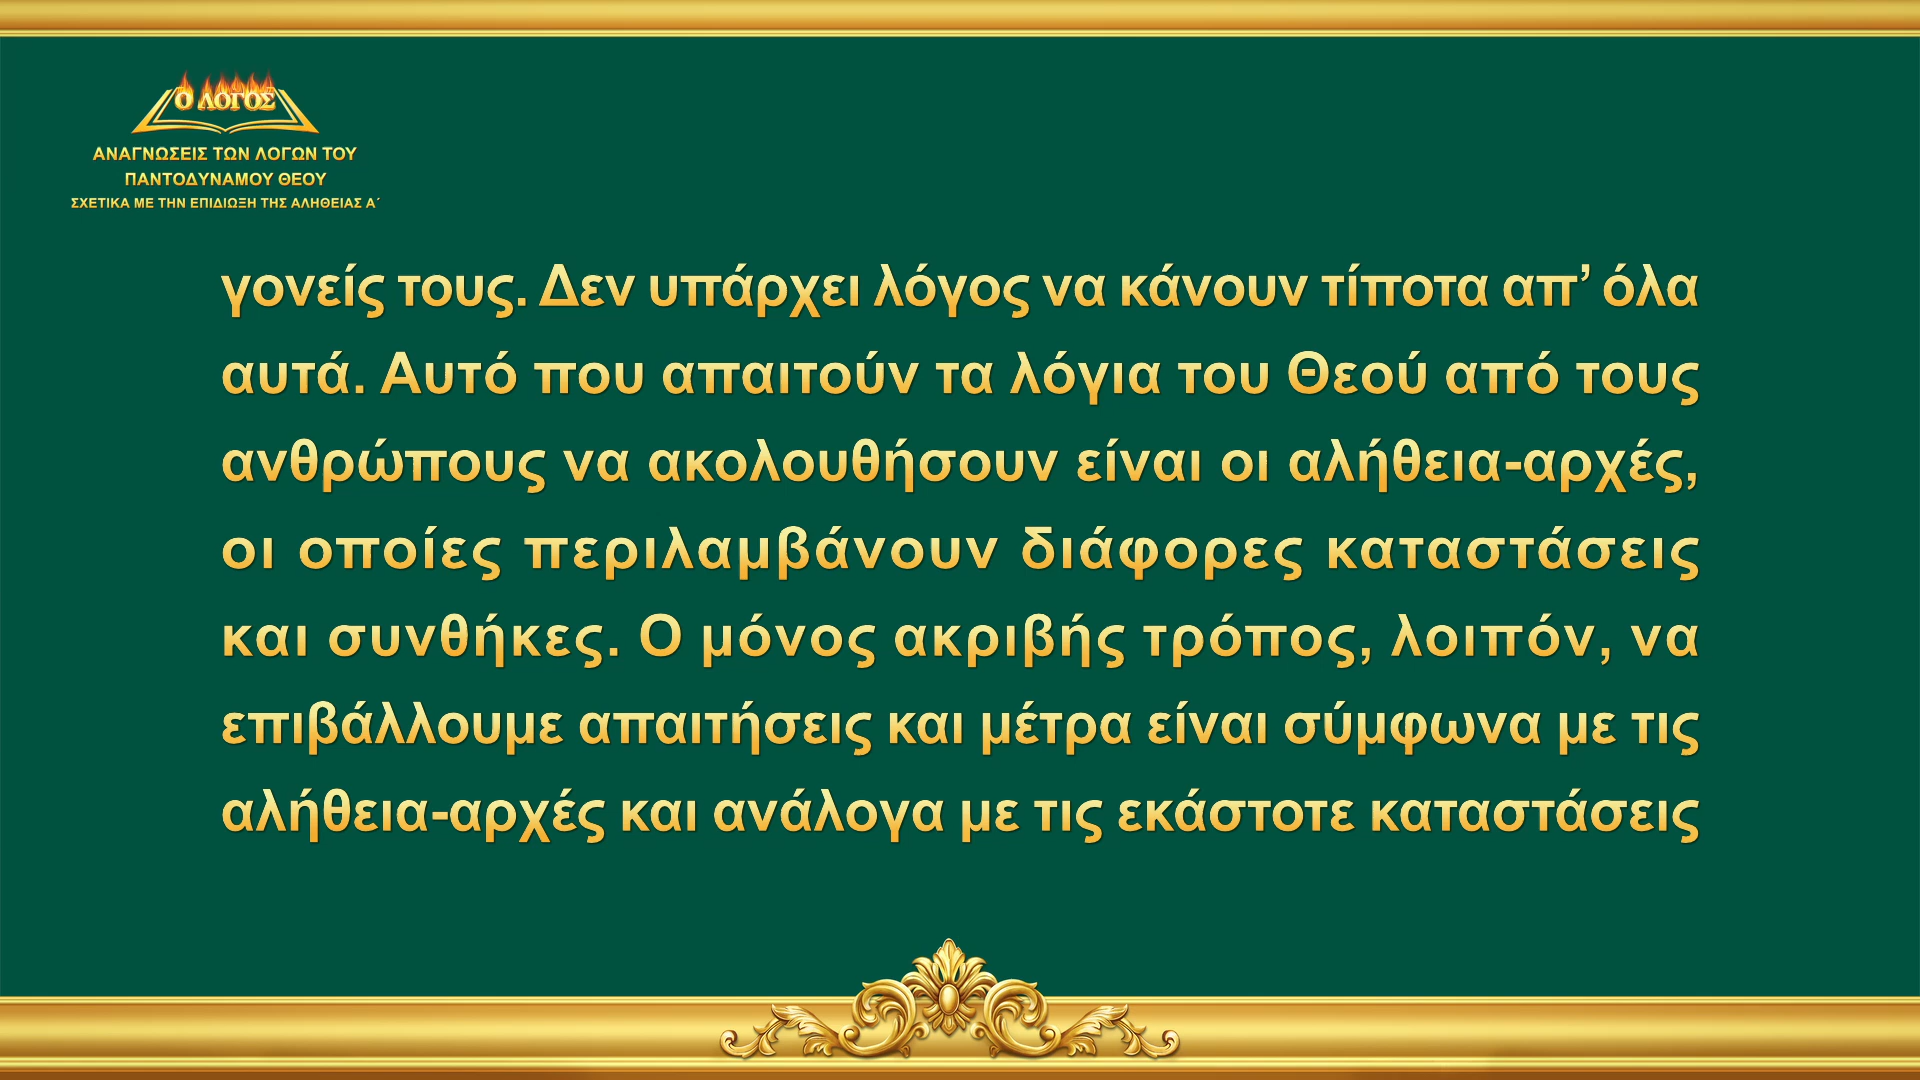 Ο ΛΟΓΟΣ
ΑΝΑΓΝΩΣΕΙΣ ΤΩΝ ΛΟΓΩΝ ΤΟΥ
ΠΑΝΤΟΔΥΝΑΜΟΥ ΘΕΟΥ
ΣΧΕΤΙΚΑ ΜΕ ΤΗΝ ΕΠΙΔΙΩΞΗ ΤΗΣ ΑΛΗΘΕΙΑΣ Α΄
γονείς τους. Δεν υπάρχει λόγος να κάνουν τίποτα απ’ όλα
αυτά. Αυτό που απαιτούν τα λόγια του Θεού από τους
ανθρώπους να ακολουθήσουν είναι οι αλήθεια-αρχές,
οι οποίες περιλαμβάνουν διάφορες καταστάσεις
και συνθήκες. Ο μόνος ακριβής τρόπος, λοιπόν, να
επιβάλλουμε απαιτήσεις και μέτρα είναι σύμφωνα με τις
αλήθεια-αρχές και ανάλογα με τις εκάστοτε καταστάσεις